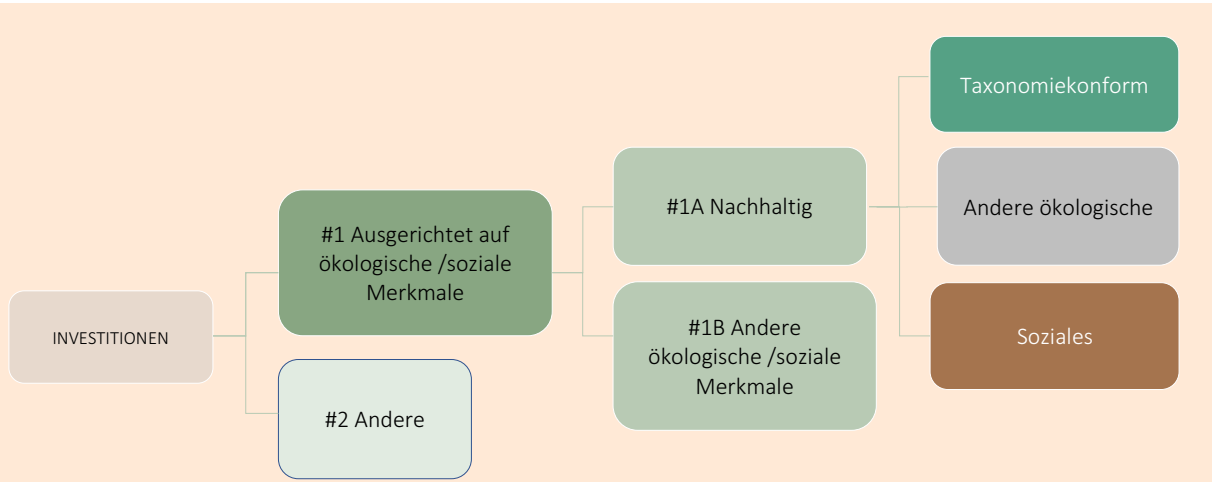 INVESTITIONEN
#1 Ausgerichtet auf
ökologische /soziale
Merkmale
#2 Andere
#1A Nachhaltig
#1B Andere
ökologische /soziale
Merkmale
Taxonomiekonform
Andere ökologische
Soziales